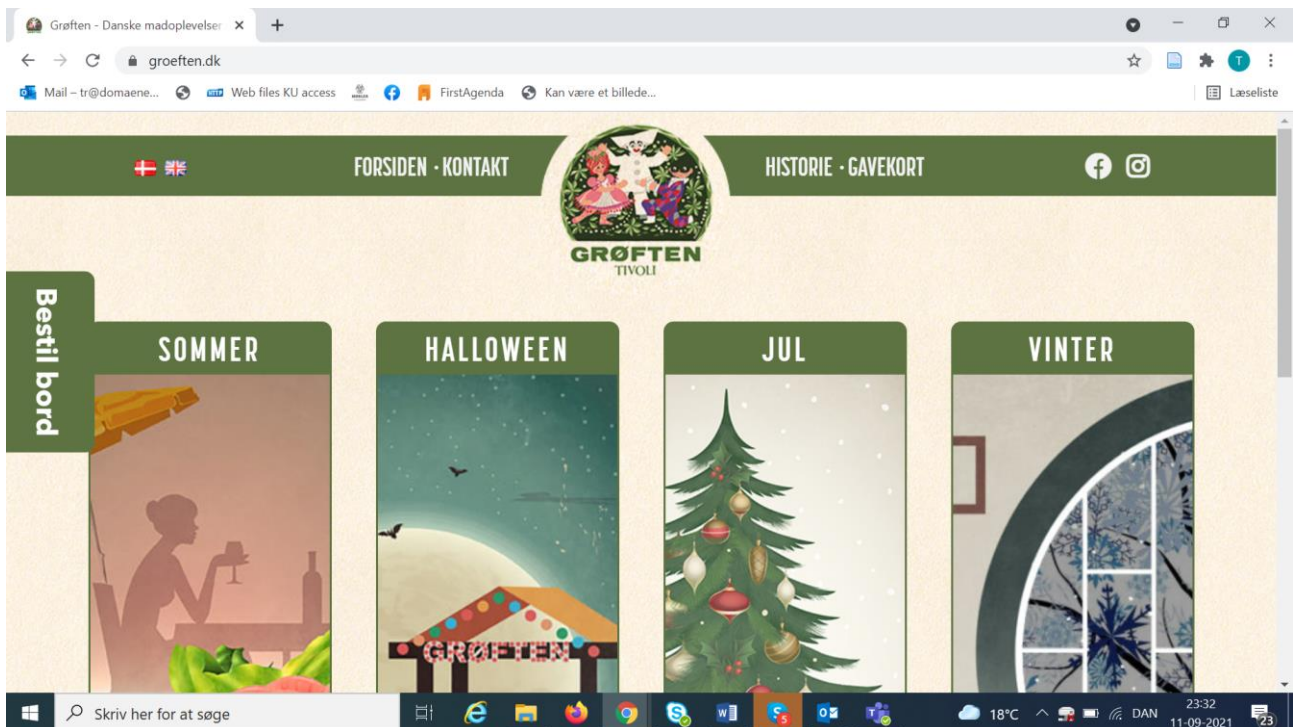 Grøften - Danske madoplevelser
groeften.dk
T
Mail – tr@domaene...
Web files KU access
FirstAgenda
Kan være et billede...
Læseliste
FORSIDEN · KONTAKT
HISTORIE · GAVEKORT
GRØFTEN
TIVOLI
Bestil bord
SOMMER
HALLOWEEN
JUL
VINTER
GRØFTEN
Skriv her for at søge
18°C
DAN
23:32
11-09-2021
23